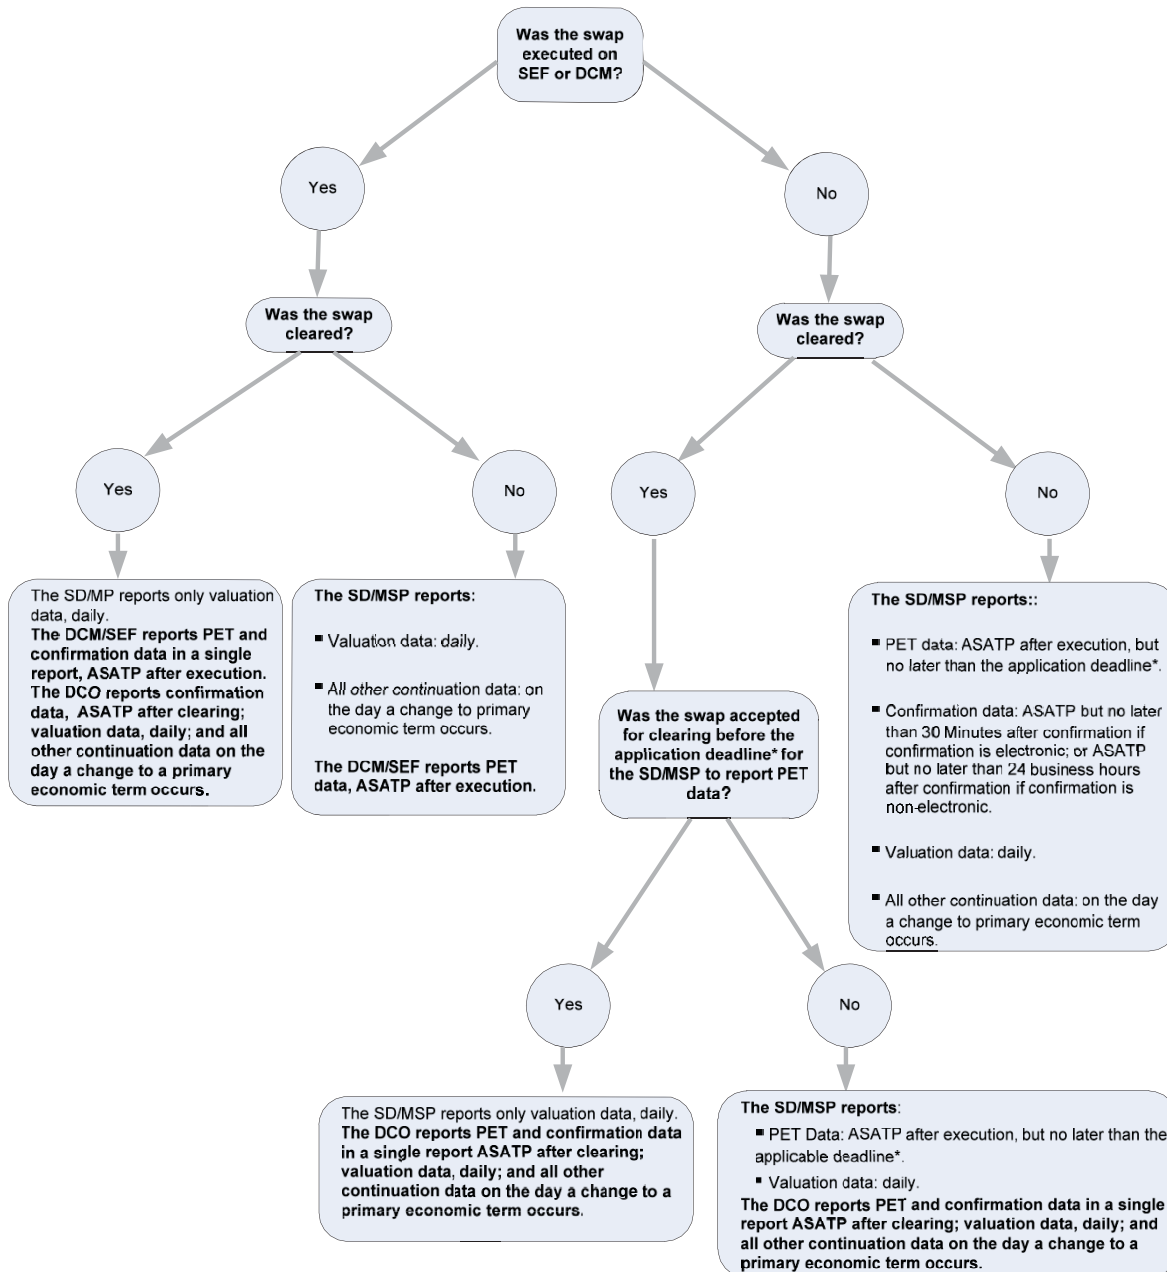 Was the swap
executed on
SEF or DCM?
Yes
No
Was the swap
cleared?
Was the swap
cleared?
Yes
No
Yes
No
The SD/MP reports only valuation
data, daily.
The DCM/SEF reports PET and
confirmation data in a single
report, ASATP after execution.
The DCO reports confirmation
data, ASATP after clearing;
valuation data, daily; and all
other continuation data on the
day a change to a primary
economic term occurs.
The SD/MSP reports:
▪ Valuation data: daily.
▪ All other continuation data: on
the day a change to primary
economic term occurs.
The DCM/SEF reports PET
data, ASATP after execution.
Was the swap accepted
for clearing before the
application deadline* for
the SD/MSP to report PET
data?
The SD/MSP reports::
▪ PET data: ASATP after execution, but
no later than the application deadline*.
▪ Confirmation data: ASATP but no later
than 30 Minutes after confirmation if
confirmation is electronic; or ASATP
but no later than 24 business hours
after confirmation if confirmation is
non-electronic.
▪ Valuation data: daily.
▪ All other continuation data: on the day
a change to primary economic term
occurs.
Yes
No
The SD/MSP reports only valuation data, daily.
The DCO reports PET and confirmation data
in a single report ASATP after clearing;
valuation data, daily; and all other
continuation data on the day a change to a
primary economic term occurs.
The SD/MSP reports:
▪ PET Data: ASATP after execution, but no later than the
applicable deadline*.
▪ Valuation data: daily.
The DCO reports PET and confirmation data in a single
report ASATP after clearing; valuation data, daily; and
all other continuation data on the day a change to a
primary economic term occurs.